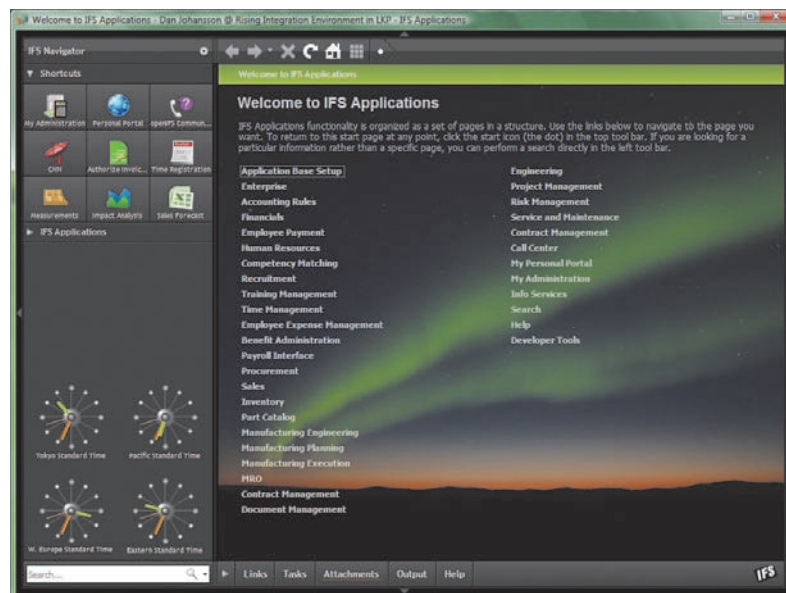 Welcome to IFS Applications - Dan Johansson @ Rising Integration Environment in LKP - IFS Applications
IFS Navigator
Shortcuts
My Administration
Personal Portal
openIFS Commun...
CNH
Authorize Invoic...
Time Registration
Measurements
Impact Analysis
Sales Forecast
IFS Applications
Tokyo Standard Time
Pacific Standard Time
W. Europe Standard Time
Eastern Standard Time
Search...
Welcome to IFS Applications
Welcome to IFS Applications
IFS Applications functionality is organized as a set of pages in a structure. Use the links below to navigate to the page you
want. To return to this start page at any point, click the start icon (the dot) in the top tool bar. If you are looking for a
particular information rather than a specific page, you can perform a search directly in the left tool bar.
Application Base Setup
Enterprise
Accounting Rules
Financials
Employee Payment
Human Resources
Competency Matching
Recruitment
Training Management
Time Management
Employee Expense Management
Benefit Administration
Payroll Interface
Procurement
Sales
Inventory
Part Catalog
Manufacturing Engineering
Manufacturing Planning
Manufacturing Execution
MRO
Contract Management
Document Management
Engineering
Project Management
Risk Management
Service and Maintenance
Contract Management
Call Center
My Personal Portal
My Administration
Info Services
Search
Help
Developer Tools
Links
Tasks
Attachments
Output
Help
IFS